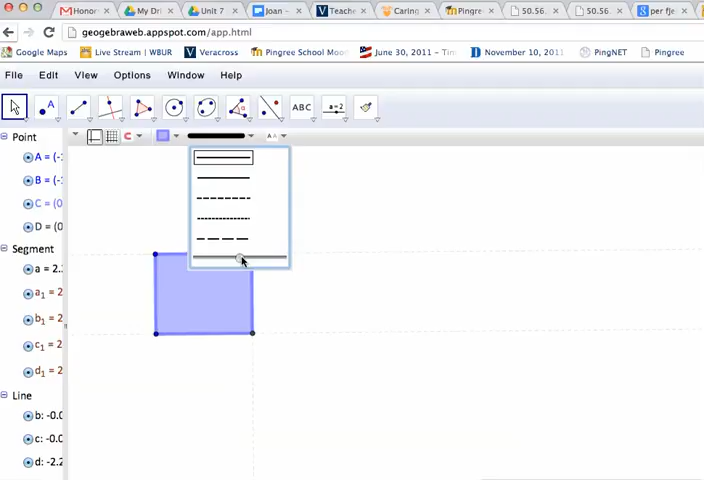 Honor
My Dri
Unit 7
Joan -
Teache
Caring
Pingre
50.56.
50.56.
per fje
geogebraweb.appspot.com/app.html
Google Maps Live Stream | WBUR Veracross Pingree School Moo June 30, 2011 – Tim November 10, 2011 PingNET Pingree
File Edit View Options Window Help
A ABC a=2
A A
Point
A = (-1
B = (-
C = (0
D = (0
Segment
a = 2.
a1 = 2
b1 = 2
c1 = 2
d1 = 2
Line
b: -0.0
c: -0.0
d: -2.2